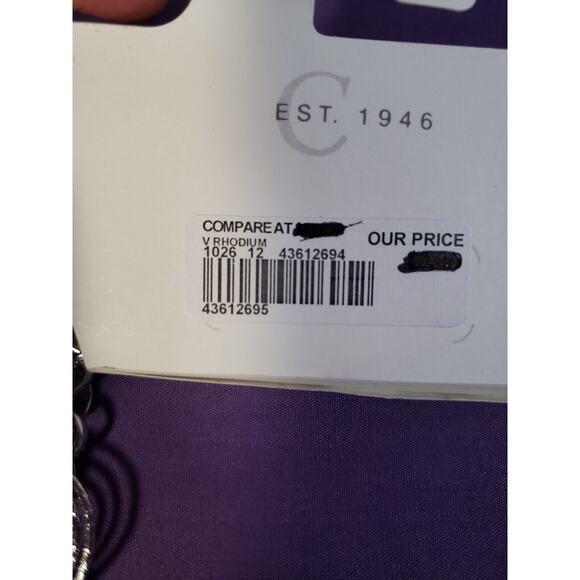 C
EST. 1946
COMPARE AT
OUR PRICE
V RHODIUM
1026 12 43612694
43612695